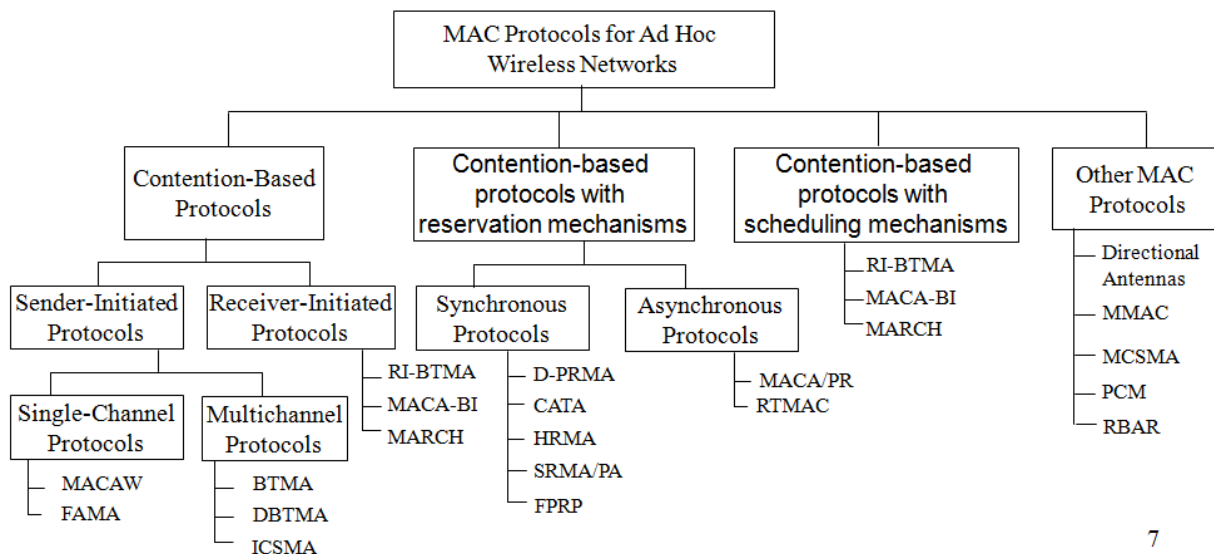 MAC Protocols for Ad Hoc
Wireless Networks
Contention-Based
Protocols
Contention-based
protocols with
reservation mechanisms
Contention-based
protocols with
scheduling mechanisms
Other MAC
Protocols
Sender-Initiated
Protocols
Receiver-Initiated
Protocols
Single-Channel
Protocols
MACAW
FAMA
Multichannel
Protocols
BTMA
DBTMA
ICSMA
RI-BTMA
MACA-BI
MARCH
Synchronous
Protocols
D-PRMA
CATA
HRMA
SRMA/PA
FPRP
Asynchronous
Protocols
MACA/PR
RTMAC
RI-BTMA
MACA-BI
MARCH
Directional
Antennas
MMAC
MCSMA
PCM
RBAR
7